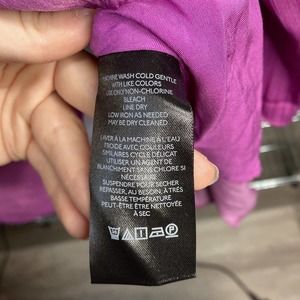 MACHINE WASH COLD GENTLE
WITH LIKE COLORS
USE ONLY NON-CHLORINE
BLEACH
LINE DRY
LOW IRON AS NEEDED
MAY BE DRY CLEANED
LAVER À LA MACHINE À L'EAU
FROIDE AVEC COULEURS
SIMILAIRES CYCLE DÉLICAT
UTILISER UN AGENT DE
BLANCHIMENT SANS CHLORE SI
NÉCESSAIRE
SUSPENDRE POUR SÉCHER
REPASSER, AU BESOIN, À TRÈS
BASSE TEMPÉRATURE
PEUT-ÊTRE ÊTRE NETTOYÉE
À SEC